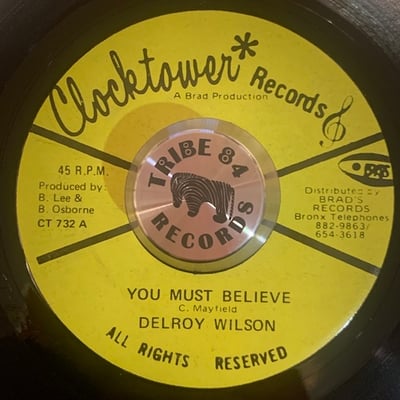 Clocktower* Records
A Brad Production
TRIBE 84
RECORDS
45 R.P.M.
Produced by:
B. Lee &
B. Osborne
CT 732 A
Distributed by
BRAD'S
RECORDS
Bronx Telephones
882-9863/
654-3618
YOU MUST BELIEVE
C. Mayfield
DELROY WILSON
ALL RIGHTS RESERVED